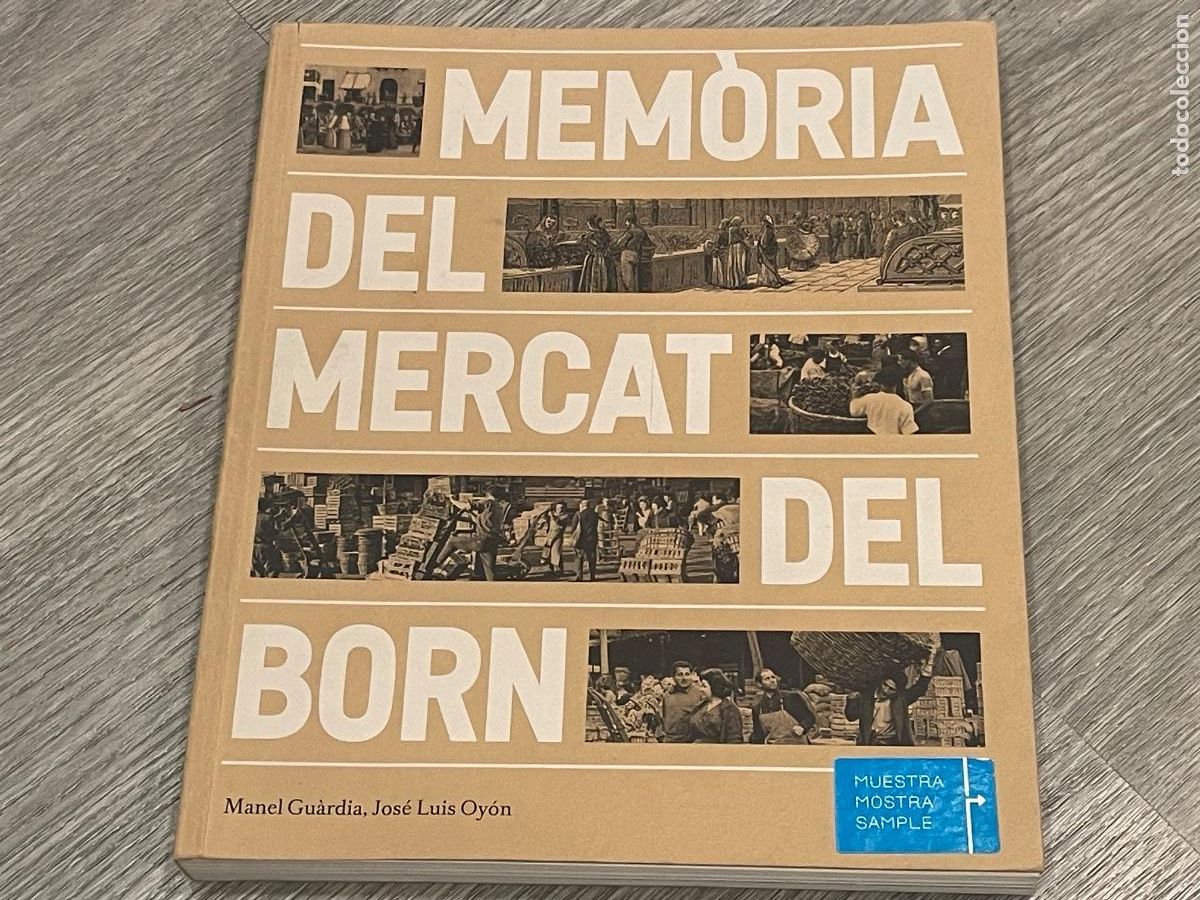 MEMÒRIA
DEL
MERCAT
DEL
BORN
Manel Guàrdia, José Luis Oyón
MUESTRA
MOSTRA
SAMPLE
todocoleccion